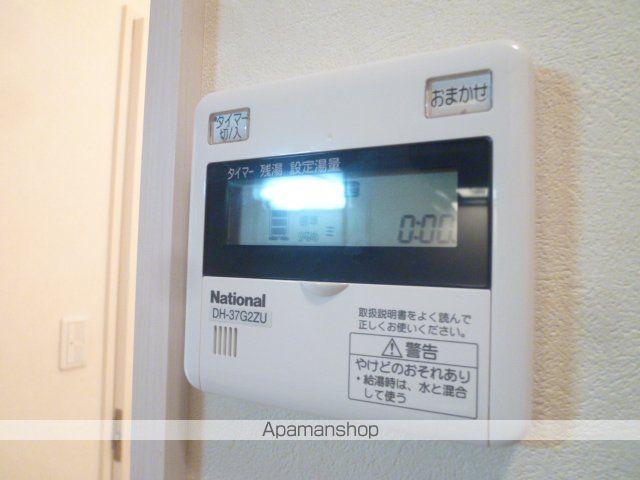 タイマー
切/入
おまかせ
タイマー 残湯 設定湯量
0:00
National
DH-37G2ZU
取扱説明書をよく読んで
正しくお使いください。
警告
やけどのおそれあり
・給湯時は、水と混合
して使う
Apamanshop